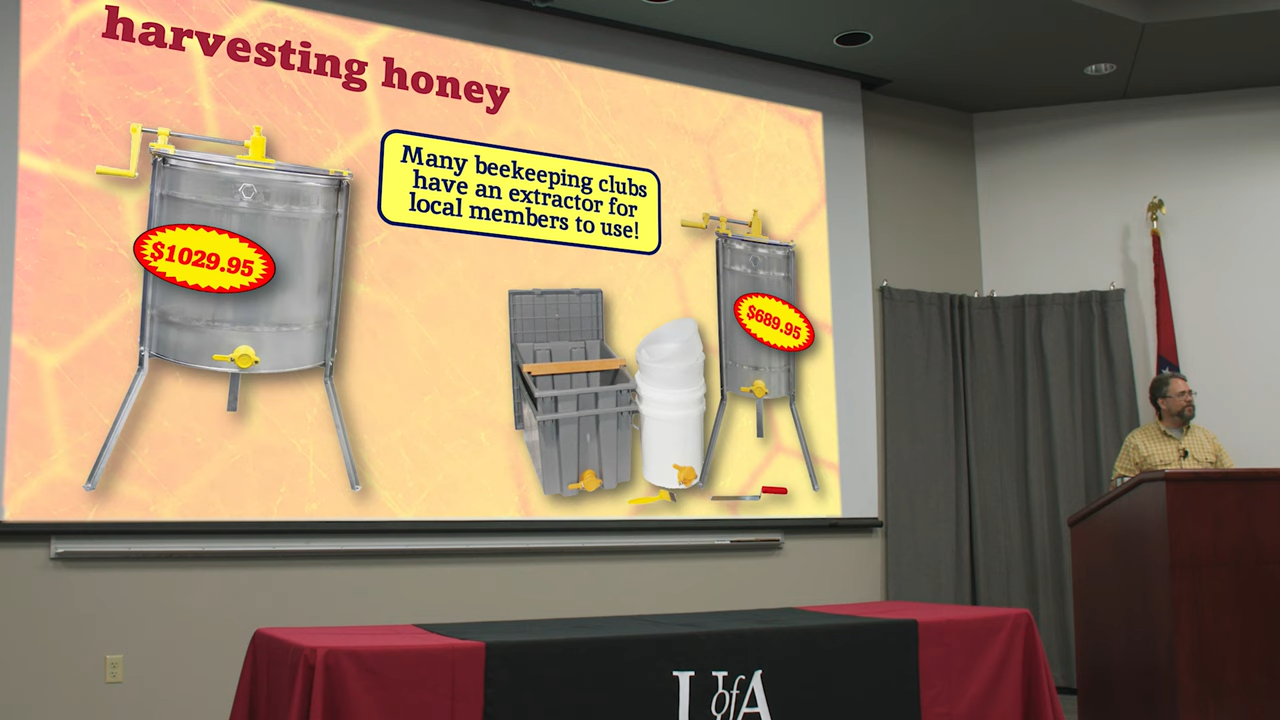 harvesting honey
Many beekeeping clubs
have an extractor for
local members to use!
$1029.95
$689.95
UofA